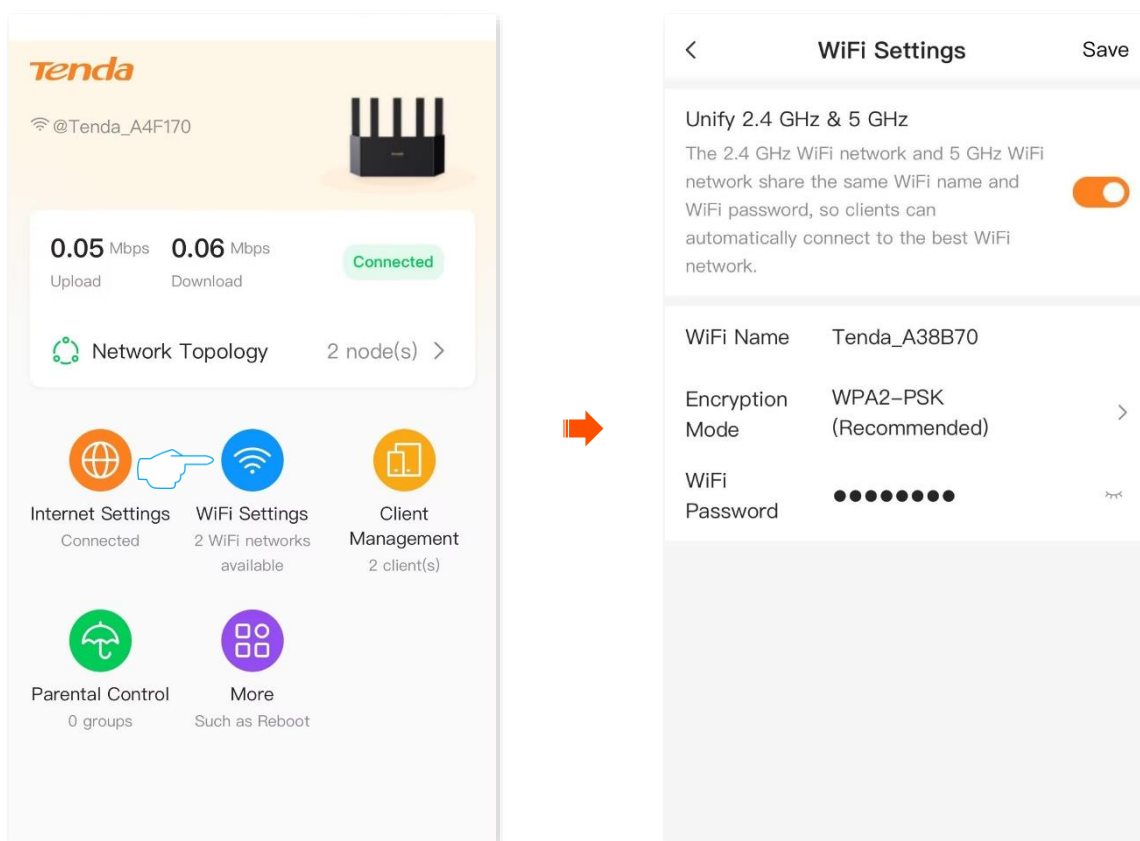 Tenda
@Tenda_A4F170
0.05 Mbps 0.06 Mbps
Upload Download
Connected
Network Topology 2 node(s)
Internet Settings
Connected
WiFi Settings
2 WiFi networks
available
Client
Management
2 client(s)
Parental Control
0 groups
More
Such as Reboot
WiFi Settings Save
Unify 2.4 GHz & 5 GHz
The 2.4 GHz WiFi network and 5 GHz WiFi
network share the same WiFi name and
WiFi password, so clients can
automatically connect to the best WiFi
network.
WiFi Name Tenda_A38B70
Encryption
Mode
WPA2–PSK
(Recommended)
WiFi
Password
●●●●●●●●